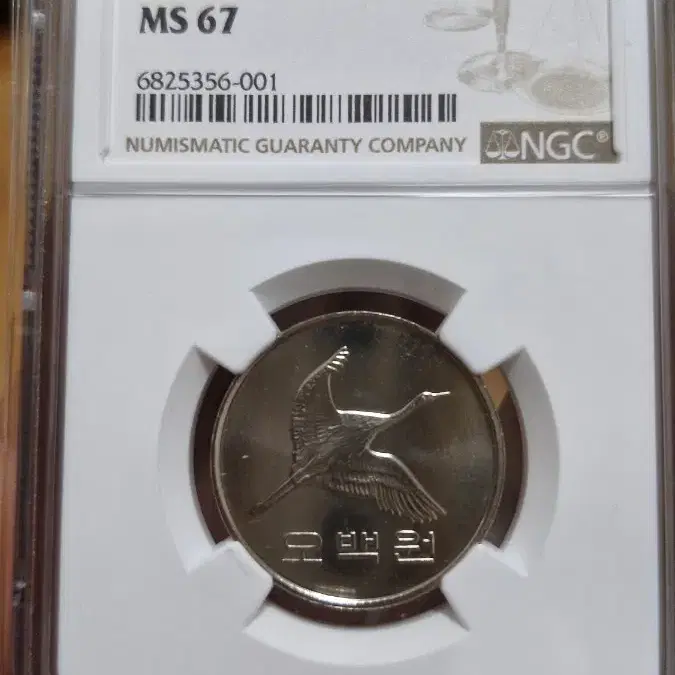 MS 67
6825356-001
NUMISMATIC GUARANTY COMPANY
NGC®
오백원